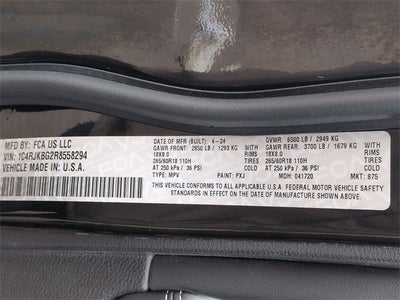 MFD BY: FCA US LLC
VIN: 1C4RJKBG2R8558294
VEHICLE MADE IN: U.S.A.
DATE OF MFR (BUILT): 4-24
GVWR: 6500 LB / 2949 KG
GAWR FRONT: 2850 LB / 1293 KG
GAWR REAR: 3700 LB / 1679 KG
18X8.0 RIMS
18X8.0 RIMS
265/60R18 110H
265/60R18 110H
AT 250 kPa / 36 PSI
AT 250 kPa / 36 PSI
THIS VEHICLE CONFORMS TO ALL APPLICABLE FEDERAL MOTOR VEHICLE SAFETY
STANDARDS IN EFFECT ON THE DATE OF MANUFACTURE SHOWN ABOVE.
TYPE: MPV PAINT: PXJ MDH: 041720 MKT: 875